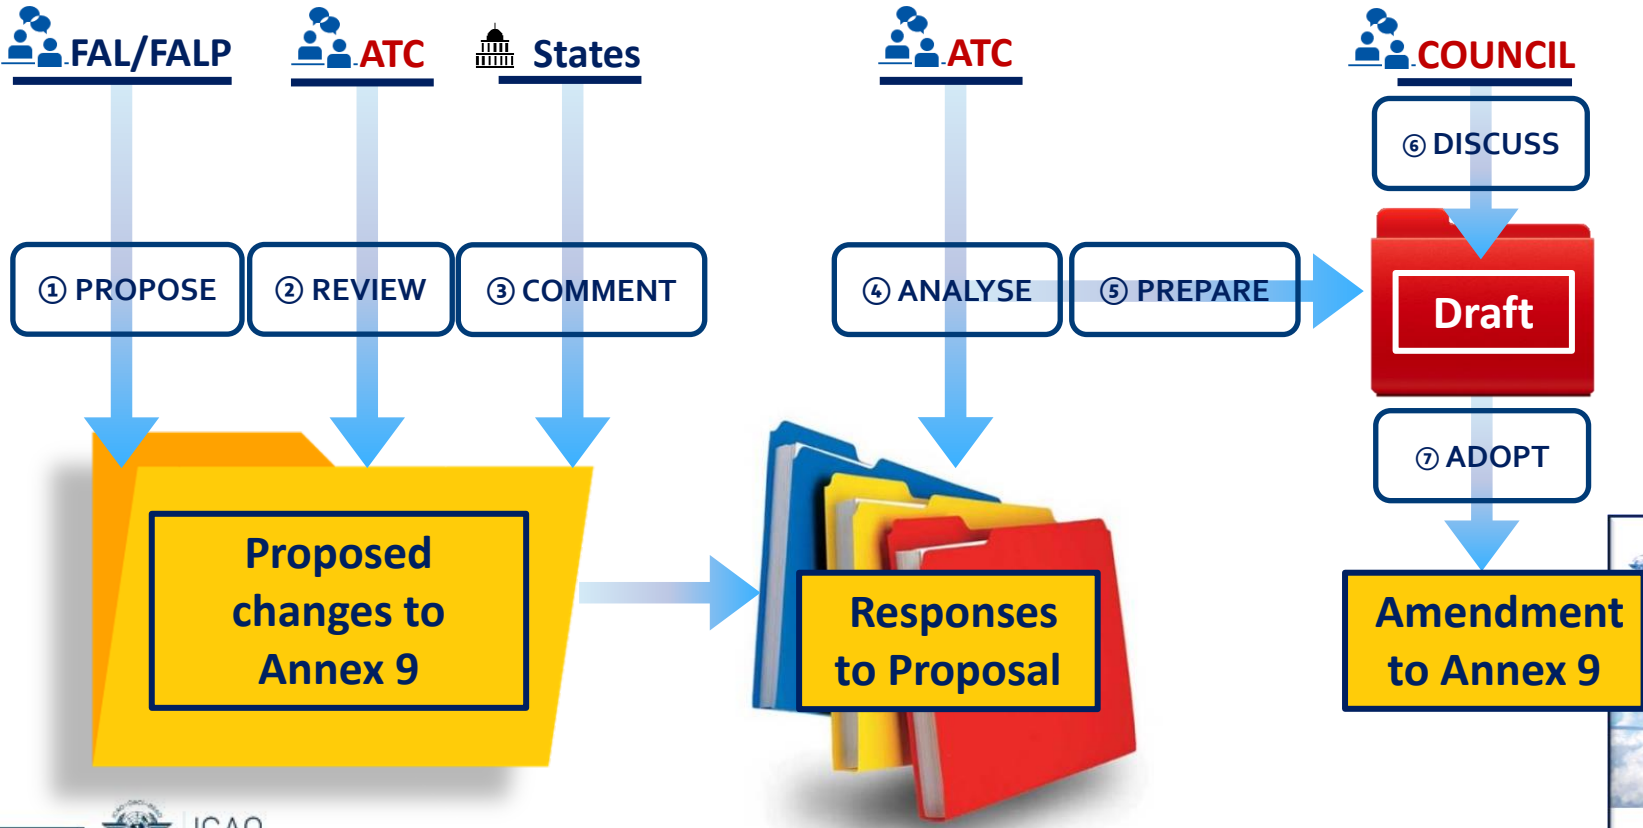 FAL/FALP
ATC
States
ATC
COUNCIL
⑥ DISCUSS
① PROPOSE
② REVIEW
③ COMMENT
④ ANALYSE
⑤ PREPARE
Draft
⑦ ADOPT
Proposed
changes to
Annex 9
Responses
to Proposal
Amendment
to Annex 9
ICAO